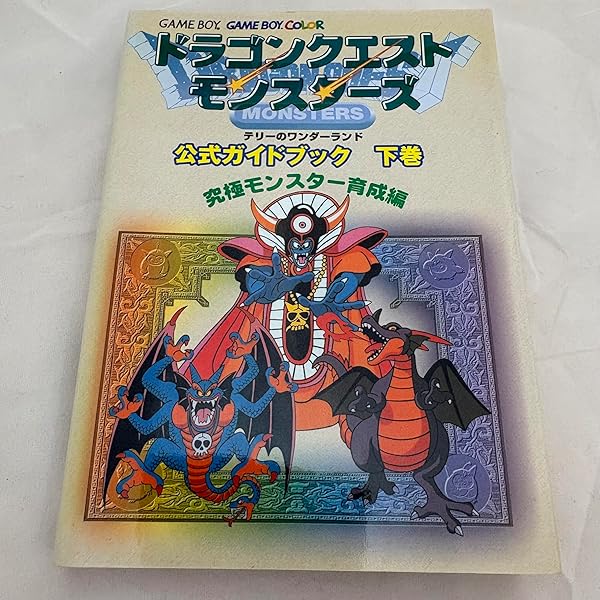 GAME BOY. GAME BOY. COLOR
ドラゴンクエスト
モンスターズ
MONSTERS
テリーのワンダーランド
公式ガイドブック 下巻
究極モンスター育成編